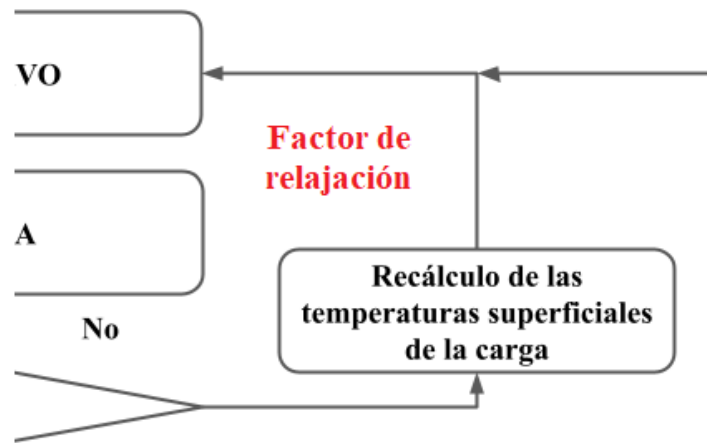 VO
Factor de
relajación
A
Recálculo de las
temperaturas superficiales
de la carga
No